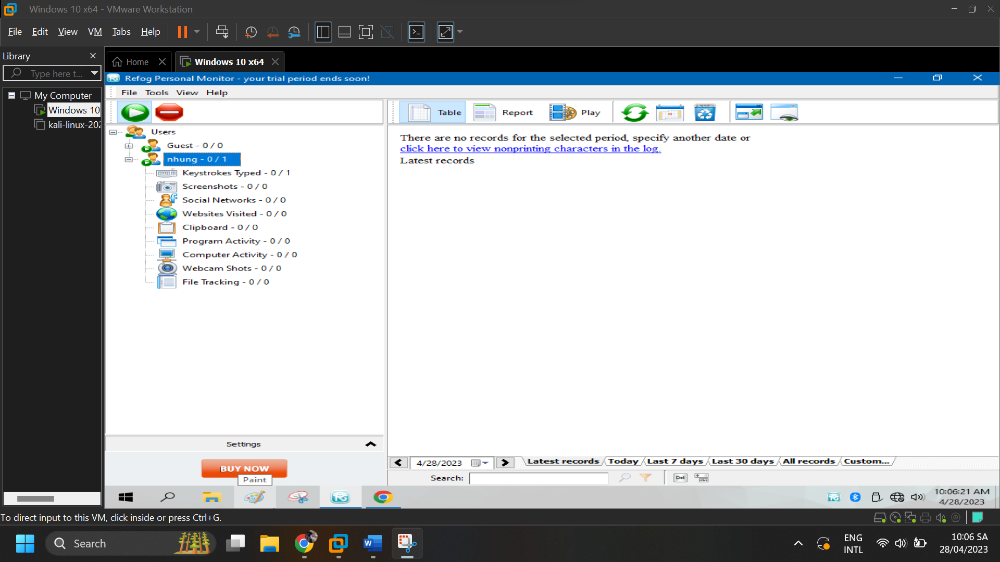 Windows 10 x64 - VMware Workstation
File Edit View VM Tabs Help
Library
Type here t...
My Computer
Windows 10
kali-linux-202
Home
Windows 10 x64
Refog Personal Monitor - your trial period ends soon!
File Tools View Help
Table Report Play
Users
Guest - 0 / 0
nhung - 0 / 1
Keystrokes Typed - 0 / 1
Screenshots - 0 / 0
Social Networks - 0 / 0
Websites Visited - 0 / 0
Clipboard - 0 / 0
Program Activity - 0 / 0
Computer Activity - 0 / 0
Webcam Shots - 0 / 0
File Tracking - 0 / 0
There are no records for the selected period, specify another date or
click here to view nonprinting characters in the log.
Latest records
Settings
BUY NOW
Paint
4/28/2023
Latest records Today Last 7 days Last 30 days All records Custom...
Search:
Del
10:06:21 AM
4/28/2023
To direct input to this VM, click inside or press Ctrl+G.
Search
ENG
INTL
10:06 SA
28/04/2023